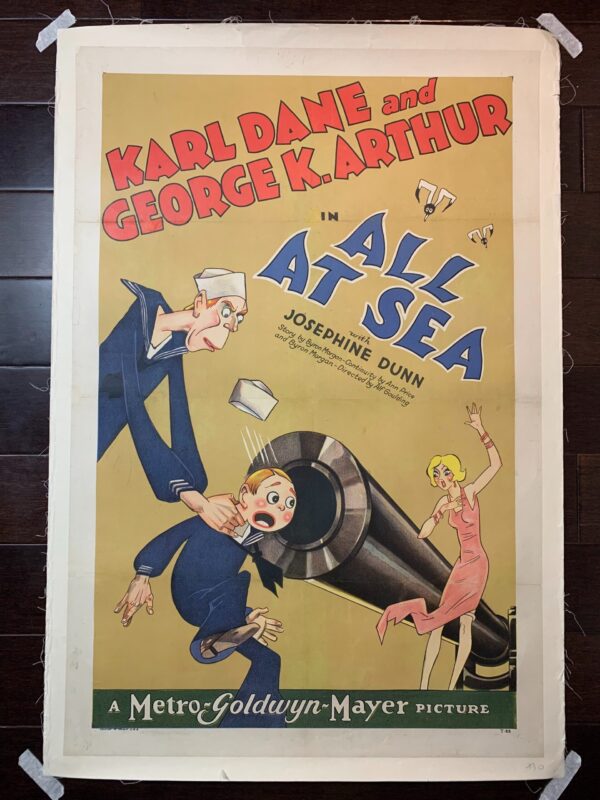 KARL DANE and
GEORGE K. ARTHUR
IN
ALL
AT SEA
with
JOSEPHINE DUNN
Story by Byron Morgan-Continuity by Ann Price
and Byron Morgan-Directed by Alf Goulding
A Metro-Goldwyn-Mayer PICTURE